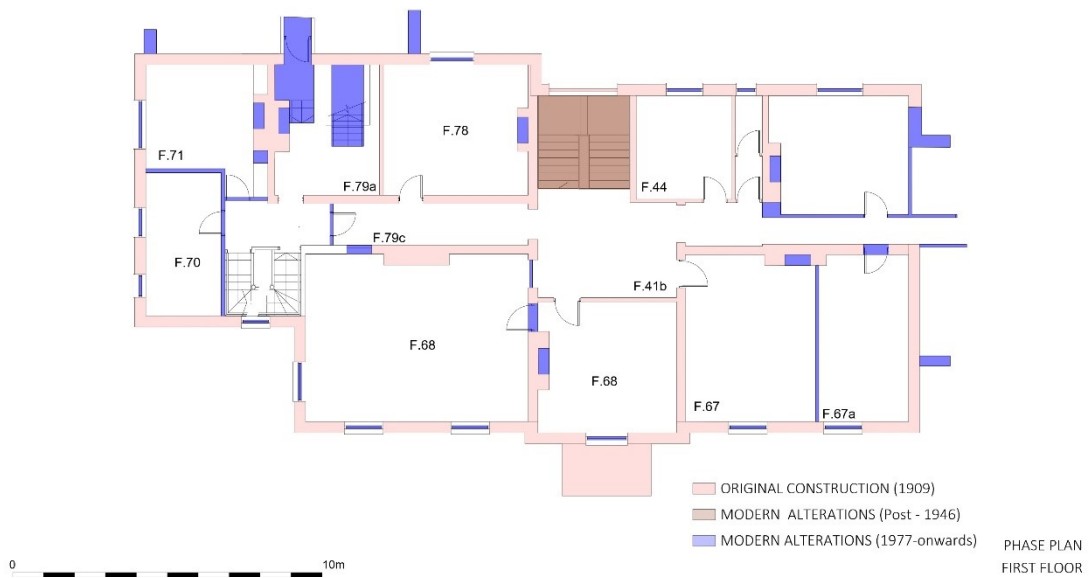 F.71
F.79a
F.78
F.44
F.70
F.79c
F.41b
F.68
F.68
F.67
F.67a
ORIGINAL CONSTRUCTION (1909)
MODERN ALTERATIONS (Post - 1946)
MODERN ALTERATIONS (1977-onwards)
PHASE PLAN
FIRST FLOOR
0
10m